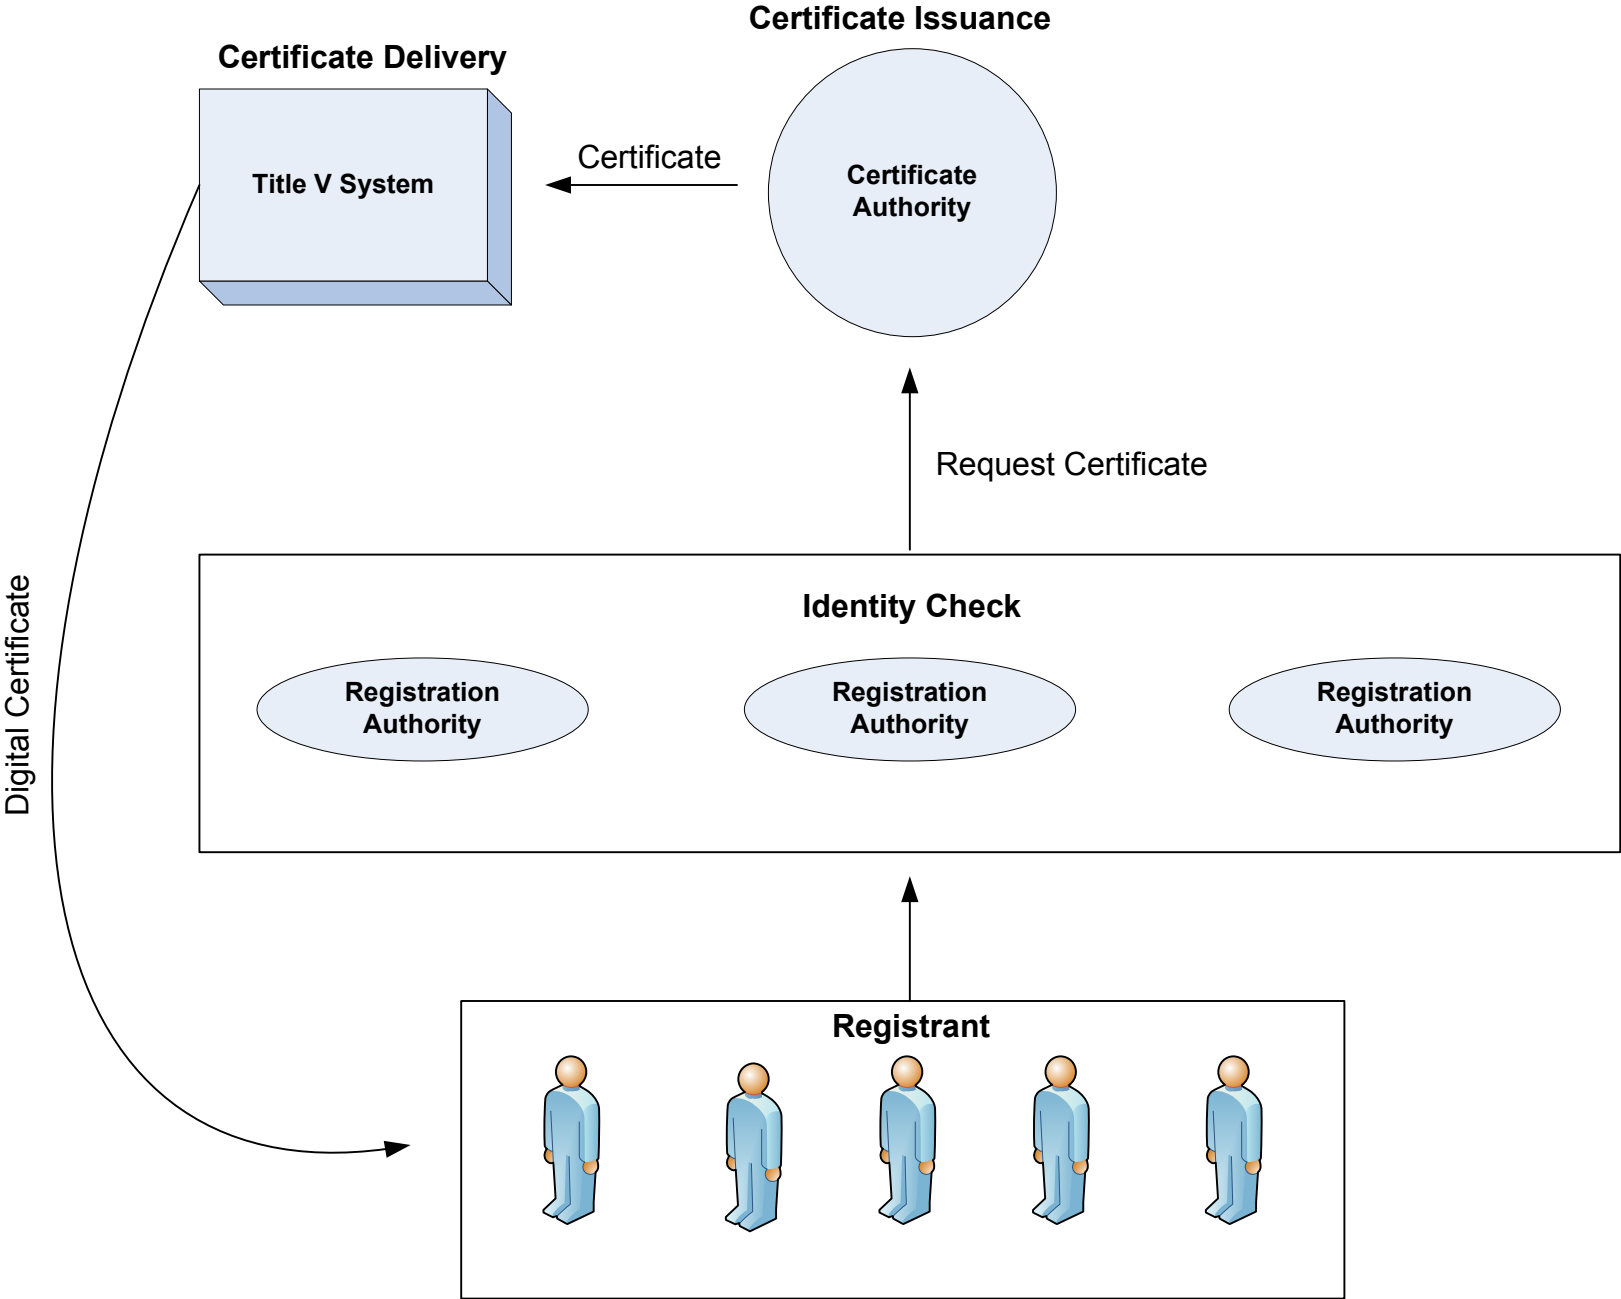 Certificate Issuance
Certificate Delivery
Certificate
Title V System
Certificate
Authority
Request Certificate
Digital Certificate
Identity Check
Registration
Authority
Registration
Authority
Registration
Authority
Registrant